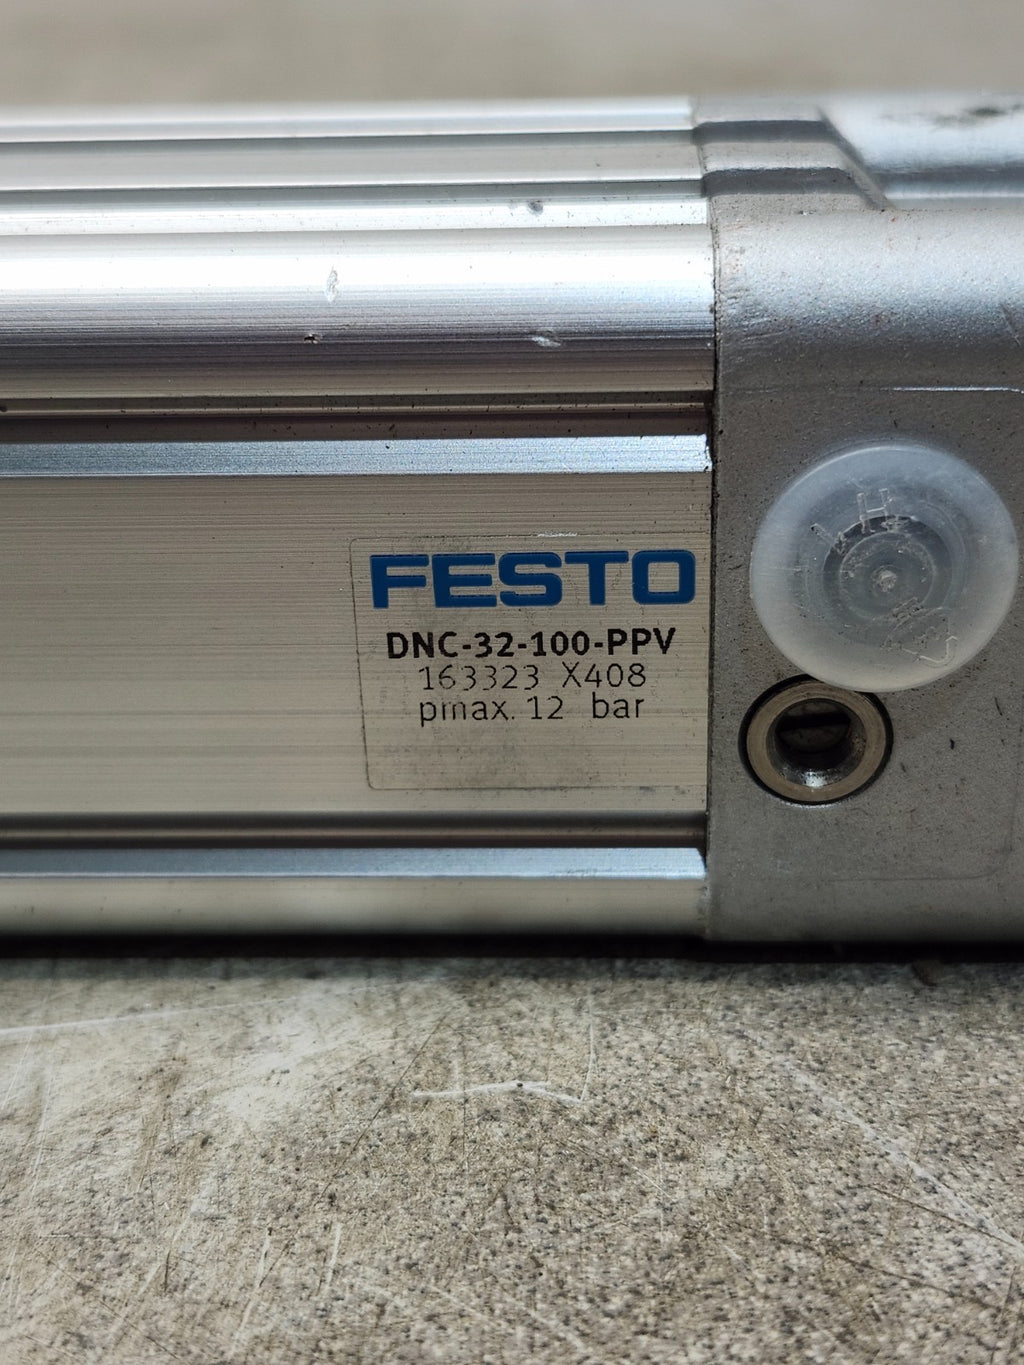 FESTO
DNC-32-100-PPV
163323 X408
pmax. 12 bar